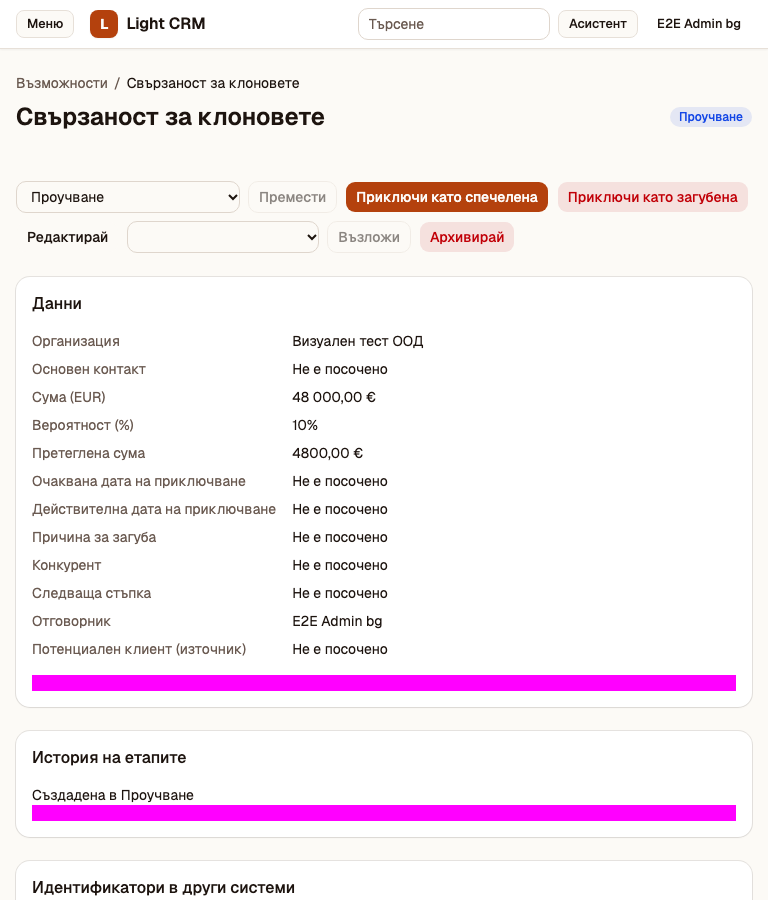 Меню
L
Light CRM
Търсене
Асистент
E2E Admin bg
Възможности / Свързаност за клоновете
Свързаност за клоновете
Проучване
Проучване
Премести
Приключи като спечелена
Приключи като загубена
Редактирай
Възложи
Архивирай
Данни
Организация Визуален тест ООД
Основен контакт Не е посочено
Сума (EUR) 48 000,00 €
Вероятност (%) 10%
Претеглена сума 4800,00 €
Очаквана дата на приключване Не е посочено
Действителна дата на приключване Не е посочено
Причина за загуба Не е посочено
Конкурент Не е посочено
Следваща стъпка Не е посочено
Отговорник E2E Admin bg
Потенциален клиент (източник) Не е посочено
История на етапите
Създадена в Проучване
Идентификатори в други системи